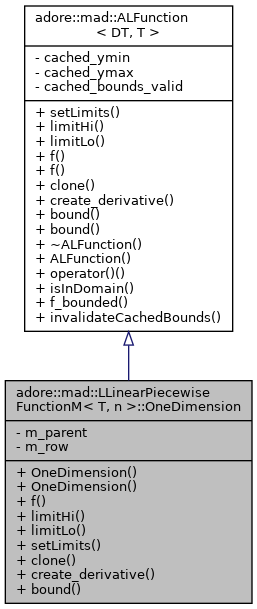 adore::mad::ALFunction
< DT, T >
- cached_ymin
- cached_ymax
- cached_bounds_valid
+ setLimits()
+ limitHi()
+ limitLo()
+ f()
+ f()
+ clone()
+ create_derivative()
+ bound()
+ bound()
+ ~ALFunction()
+ ALFunction()
+ operator()()
+ isInDomain()
+ f_bounded()
+ invalidateCachedBounds()
adore::mad::LLinearPiecewise
FunctionM< T, n >::OneDimension
- m_parent
- m_row
+ OneDimension()
+ OneDimension()
+ f()
+ limitHi()
+ limitLo()
+ setLimits()
+ clone()
+ create_derivative()
+ bound()